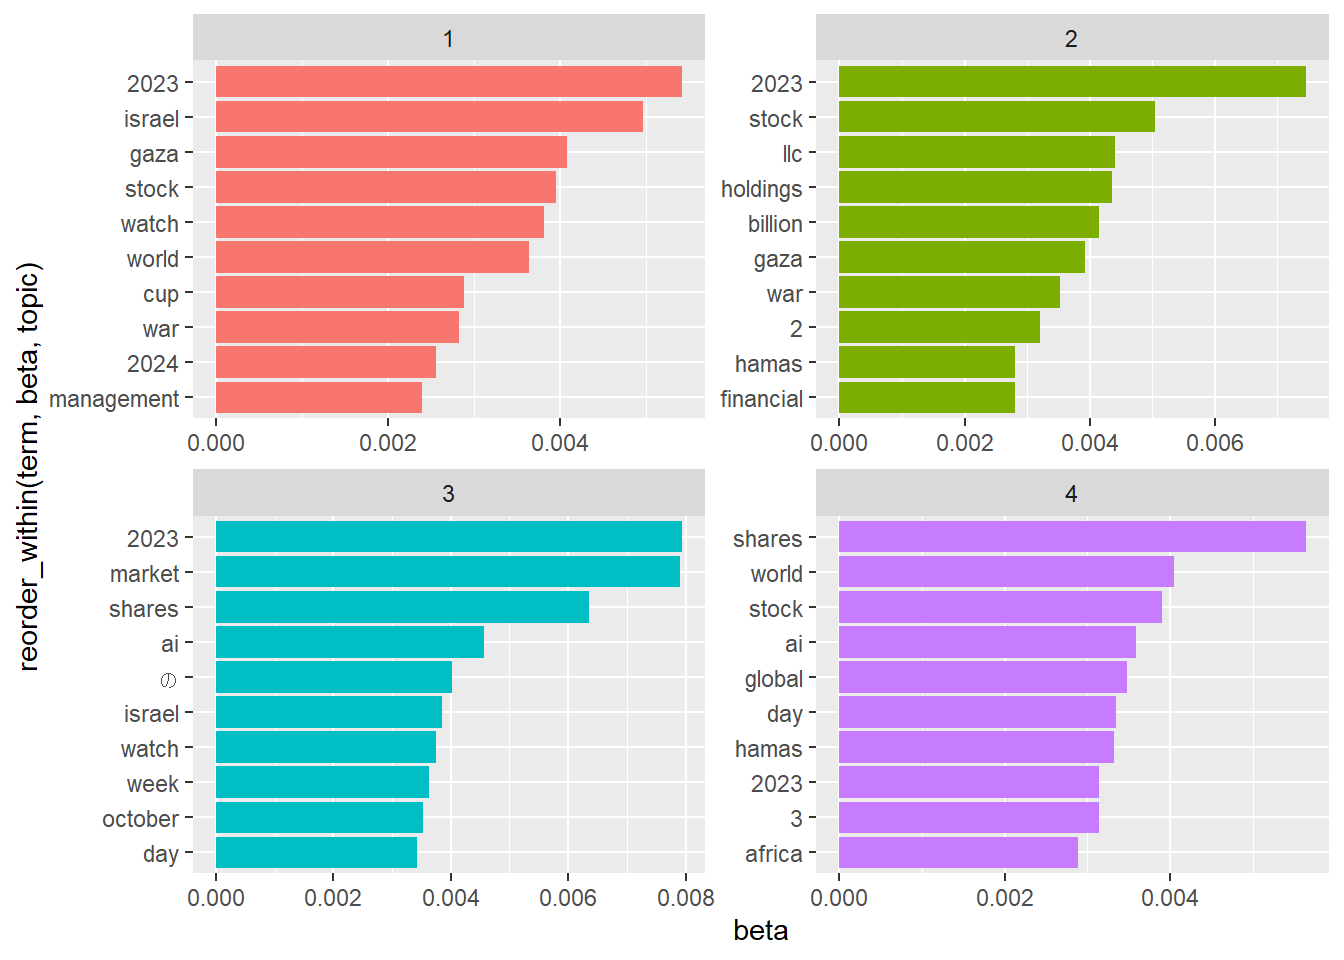 1
2023
israel
gaza
stock
watch
world
cup
war
2024
management
0.000 0.002 0.004
2
2023
stock
llc
holdings
billion
gaza
war
2
hamas
financial
0.000 0.002 0.004 0.006
3
2023
market
shares
ai
の
israel
watch
week
october
day
0.000 0.002 0.004 0.006 0.008
4
shares
world
stock
ai
global
day
hamas
2023
3
africa
0.000 0.002 0.004
beta
reorder_within(term, beta, topic)